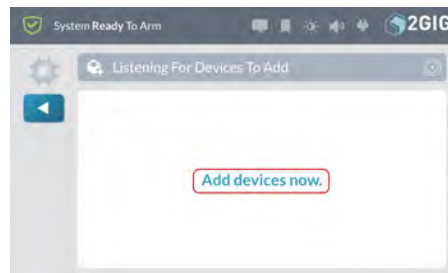 System Ready To Arm
2GIG
Listening For Devices To Add
Add devices now.